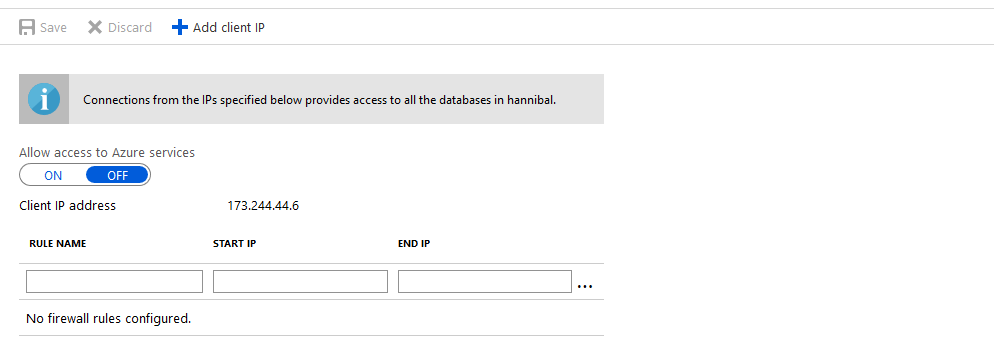 Save Discard Add client IP
i Connections from the IPs specified below provides access to all the databases in hannibal.
Allow access to Azure services
ON OFF
Client IP address 173.244.44.6
RULE NAME START IP END IP
...
No firewall rules configured.